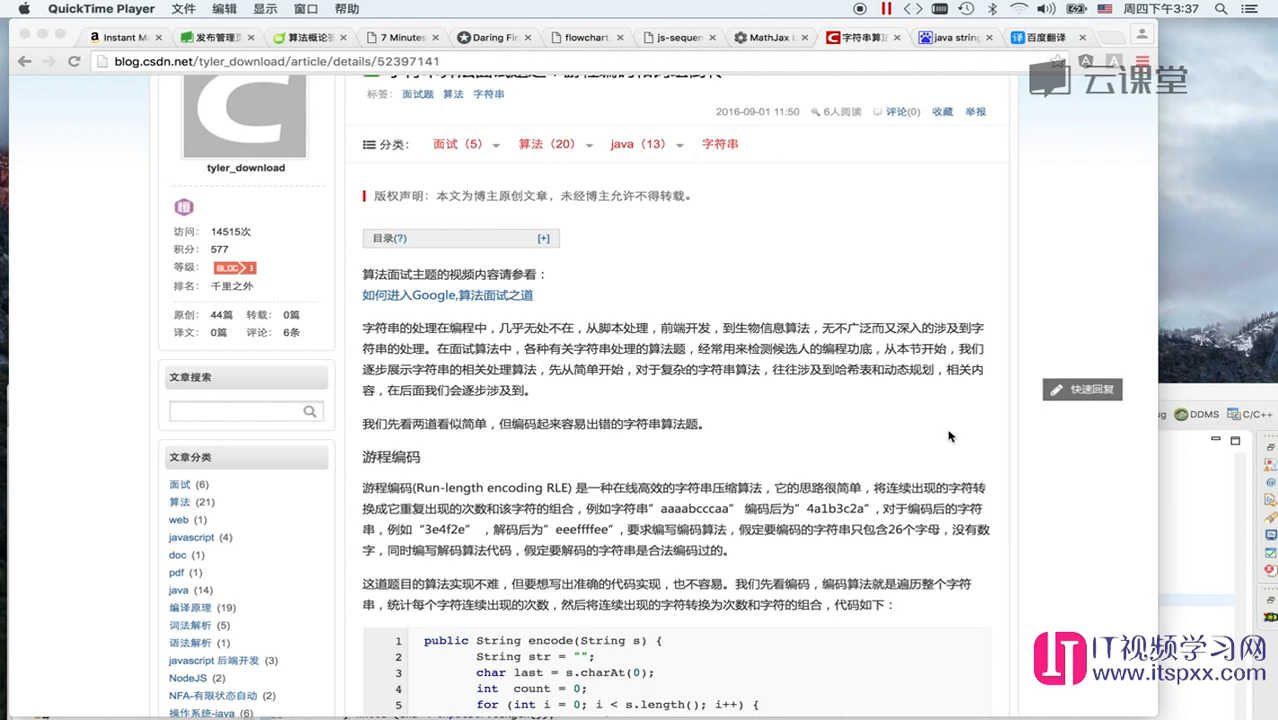 QuickTime Player 文件 编辑 显示 窗口 帮助 周四下午3:37
Instant M 发布管理 算法概论答 7 Minutes Daring Fi flowchart. js-sequen MathJax b 字符串算 java string 百度翻译
blog.csdn.net/tyler_download/article/details/52397141
云课堂
标签: 面试题 算法 字符串
2016-09-01 11:50 6人阅读 评论(0) 收藏 举报
分类: 面试(5) 算法(20) java(13) 字符串
tyler_download
访问: 14515次
积分: 577
等级: BLOG 3
排名: 千里之外
原创: 44篇 转载: 0篇
译文: 0篇 评论: 6条
文章搜索
文章分类
面试 (6)
算法 (21)
web (1)
javascript (4)
doc (1)
pdf (1)
java (14)
编译原理 (19)
词法解析 (5)
语法解析 (1)
javascript 后端开发 (3)
NodeJS (2)
NFA-有限状态自动 (2)
操作系统-java (6)
版权声明：本文为博主原创文章，未经博主允许不得转载。
目录(?) [+]
算法面试主题的视频内容请参看：
如何进入Google,算法面试之道
字符串的处理在编程中，几乎无处不在，从脚本处理，前端开发，到生物信息算法，无不广泛而又深入的涉及到字
符串的处理。在面试算法中，各种有关字符串处理的算法题，经常用来检测候选人的编程功底，从本节开始，我们
逐步展示字符串的相关处理算法，先从简单开始，对于复杂的字符串算法，往往涉及到哈希表和动态规划，相关内
容，在后面我们会逐步涉及到。
我们先看两道看似简单，但编码起来容易出错的字符串算法题。
游程编码
游程编码(Run-length encoding RLE) 是一种在线高效的字符串压缩算法，它的思路很简单，将连续出现的字符转
换成它重复出现的次数和该字符的组合，例如字符串”aaaabcccaa” 编码后为”4a1b3c2a”，对于编码后的字符
串，例如“3e4f2e” ，解码后为”eeeffffee”，要求编写编码算法，假定要编码的字符串只包含26个字母，没有数
字，同时编写解码算法代码，假定要解码的字符串是合法编码过的。
这道题目的算法实现不难，但要想写出准确的代码实现，也不容易。我们先看编码，编码算法就是遍历整个字符
串，统计每个字符连续出现的次数，然后将连续出现的字符转换为次数和字符的组合，代码如下：
1 public String encode(String s) {
2 String str = "";
3 char last = s.charAt(0);
4 int count = 0;
5 for (int i = 0; i < s.length(); i++) {
快速回复
DDMS C/C++
IT视频学习网
www.itspxx.com